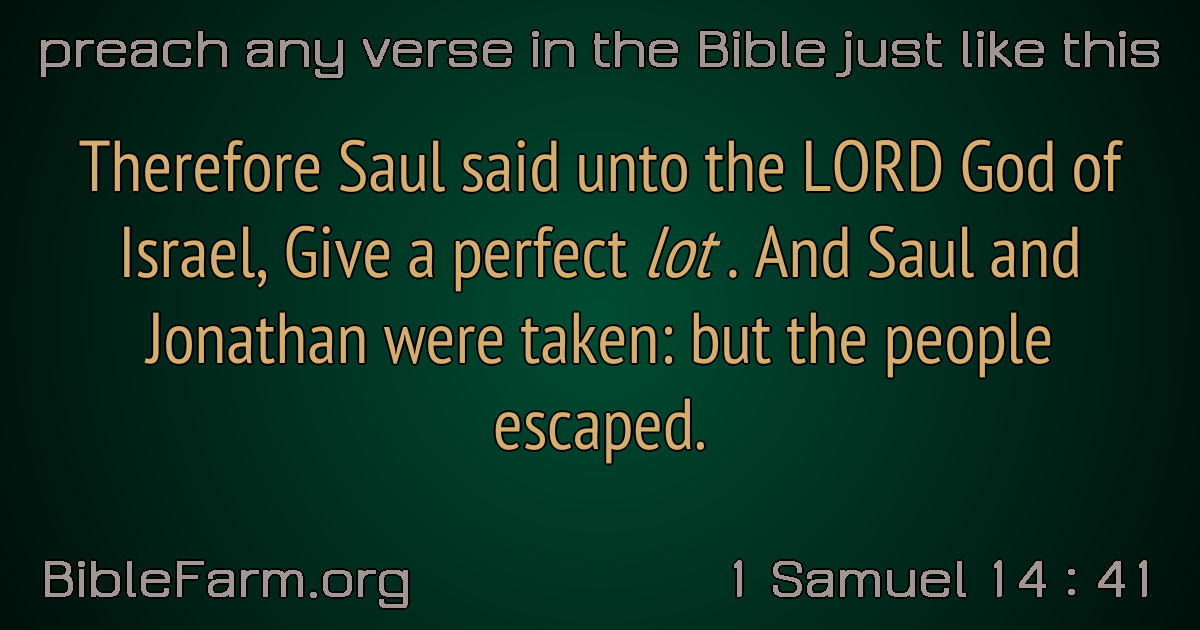 preach any verse in the Bible just like this
Therefore Saul said unto the LORD God of
Israel, Give a perfect lot . And Saul and
Jonathan were taken: but the people
escaped.
BibleFarm.org
1 Samuel 14 : 41